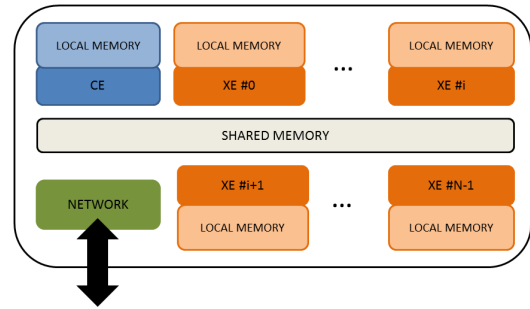 LOCAL MEMORY
CE
LOCAL MEMORY
XE #0
...
LOCAL MEMORY
XE #i
SHARED MEMORY
NETWORK
XE #i+1
LOCAL MEMORY
...
XE #N-1
LOCAL MEMORY